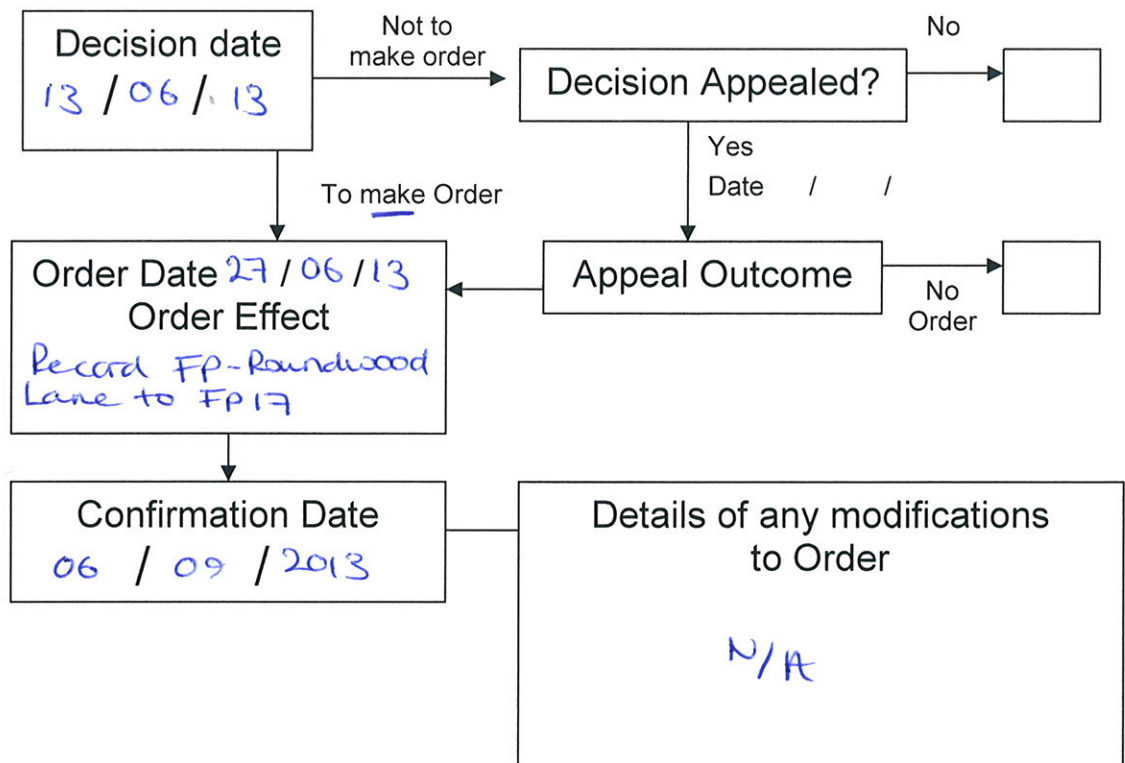 Decision date
13 / 06 / 13
Not to
make order
Decision Appealed?
No
Yes
Date / /
To make Order
Order Date 27 / 06 / 13
Order Effect
Record FP-Roundwood
Lane to FP17
Appeal Outcome
No
Order
Confirmation Date
06 / 09 / 2013
Details of any modifications
to Order
N/A